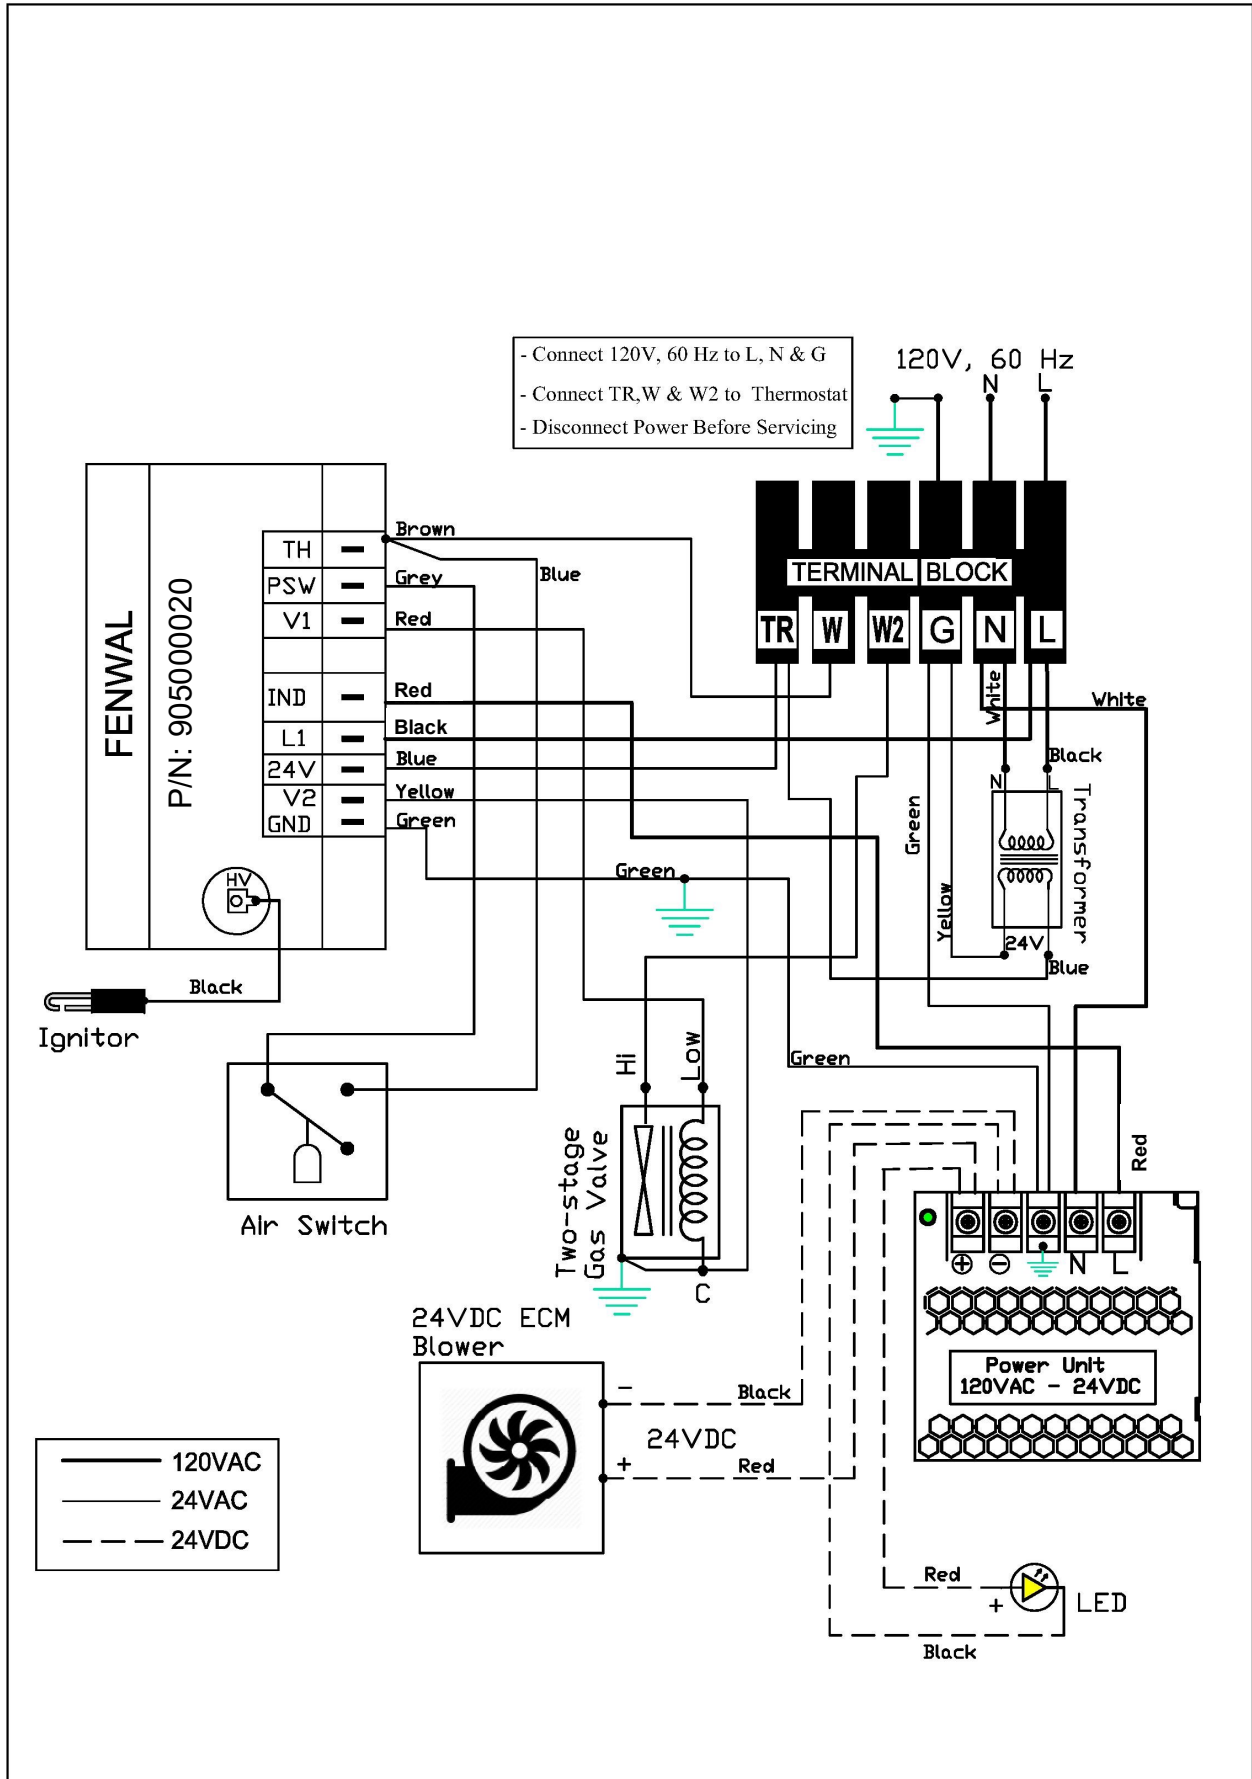 - Connect 120V, 60 Hz to L, N & G
- Connect TR,W & W2 to Thermostat
- Disconnect Power Before Servicing
120V, 60 Hz
N
L
TERMINAL BLOCK
TR
W
W2
G
N
L
FENWAL
P/N: 905000020
TH
PSW
V1
IND
L1
24V
V2
GND
HV
Brown
Blue
Grey
Red
Red
Black
Blue
Yellow
Green
Green
White
White
Black
N
L
Transformer
24V
Blue
Green
Yellow
Black
Ignitor
Air Switch
Hi
Low
Two-stage
Gas Valve
C
Green
Red
+
−
N
L
Power Unit
120VAC - 24VDC
24VDC ECM
Blower
−
Black
24VDC
+
Red
120VAC
24VAC
24VDC
Red
+
LED
Black